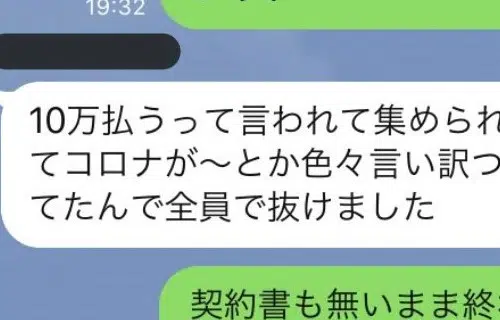 19:32
10万払うって言われて集められ
てコロナが〜とか色々言い訳つ
てたんで全員で抜けました
契約書も無いまま終